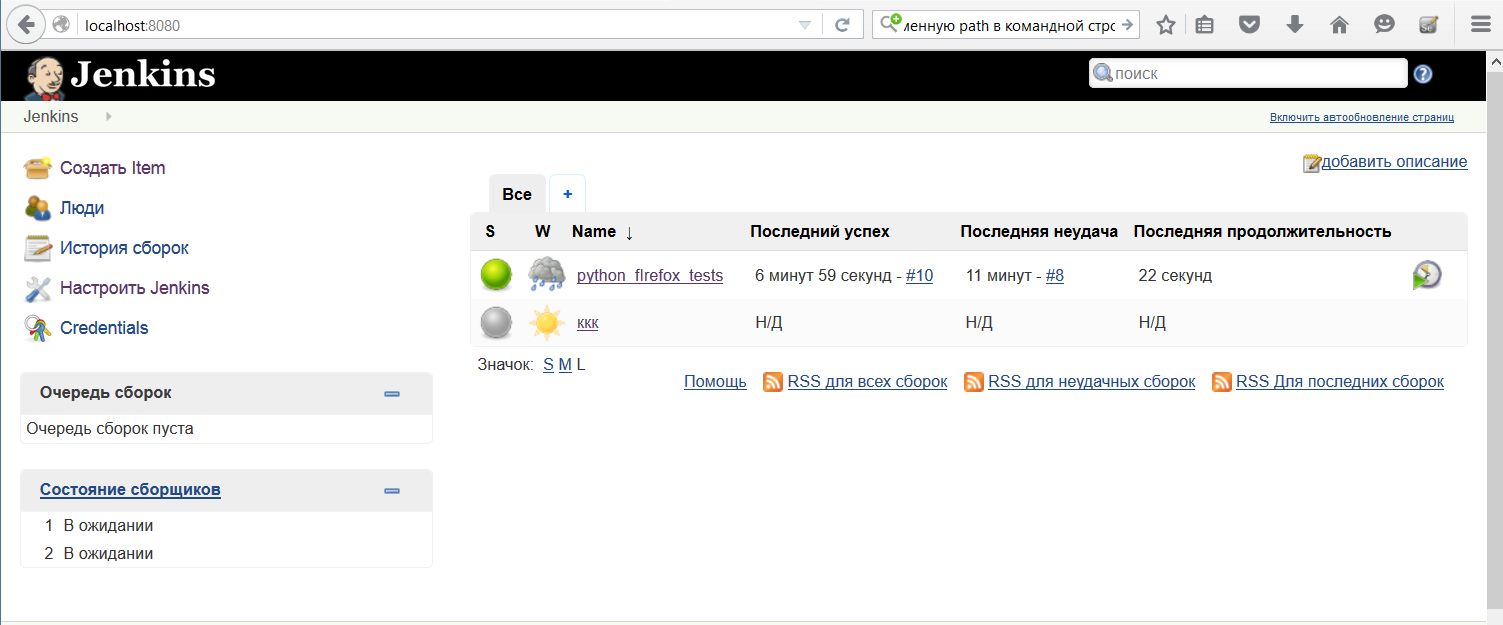 localhost:8080
менную path в командной стро
Jenkins
поиск
Jenkins
Включить автообновление страниц
Создать Item
Люди
История сборок
Настроить Jenkins
Credentials
Очередь сборок
Очередь сборок пуста
Состояние сборщиков
1 В ожидании
2 В ожидании
добавить описание
Все +
S W Name ↓ Последний успех Последняя неудача Последняя продолжительность
python_fIrefox_tests 6 минут 59 секунд - #10 11 минут - #8 22 секунд
ккк Н/Д Н/Д Н/Д
Значок: S M L
Помощь RSS для всех сборок RSS для неудачных сборок RSS Для последних сборок